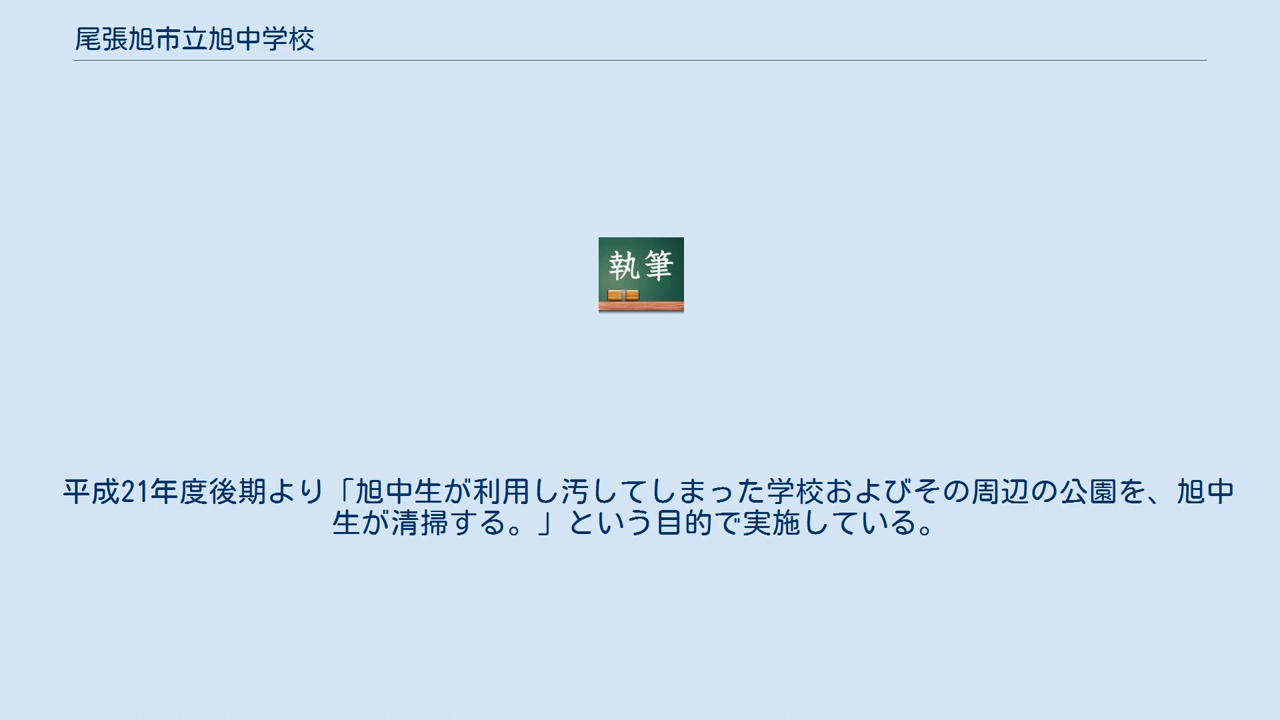 尾張旭市立旭中学校
執筆
平成21年度後期より「旭中生が利用し汚してしまった学校およびその周辺の公園を、旭中
生が清掃する。」という目的で実施している。